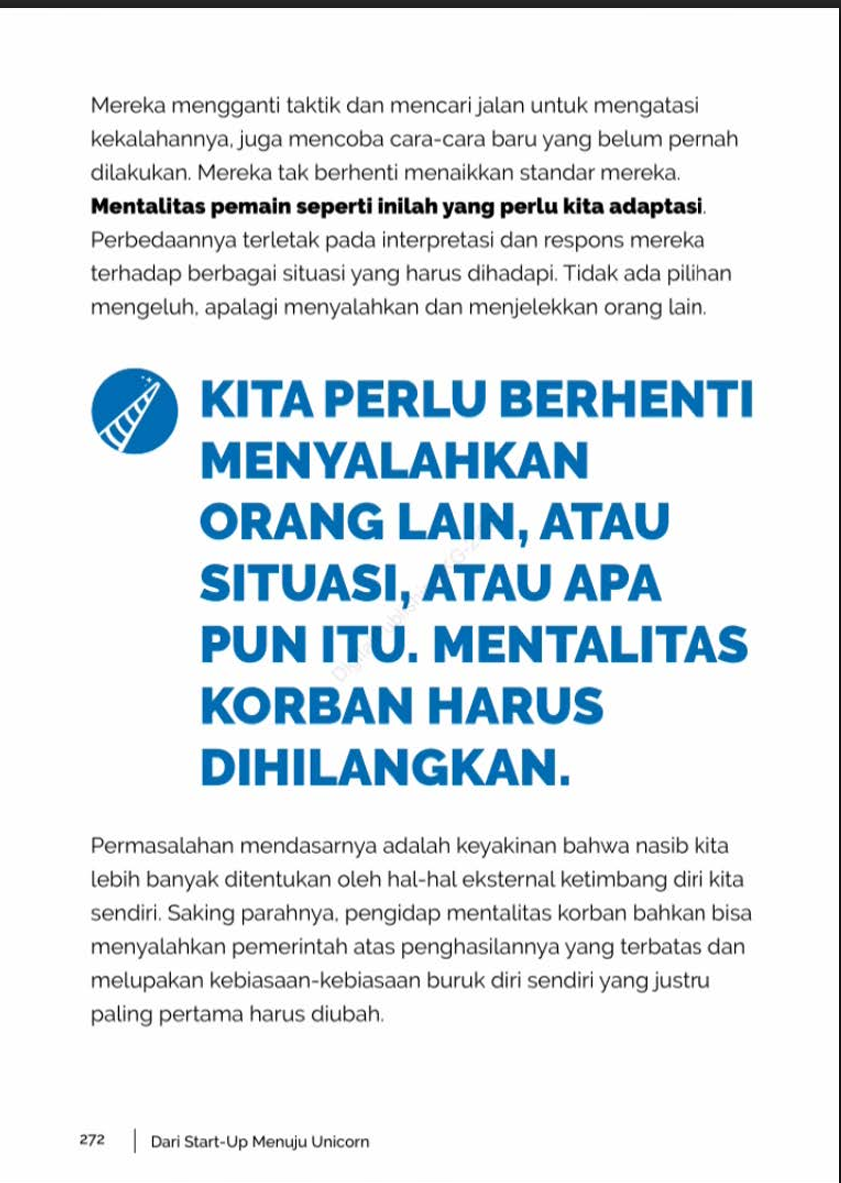 Mereka mengganti taktik dan mencari jalan untuk mengatasi
kekalahannya, juga mencoba cara-cara baru yang belum pernah
dilakukan. Mereka tak berhenti menaikkan standar mereka.
Mentalitas pemain seperti inilah yang perlu kita adaptasi.
Perbedaannya terletak pada interpretasi dan respons mereka
terhadap berbagai situasi yang harus dihadapi. Tidak ada pilihan
mengeluh, apalagi menyalahkan dan menjelekkan orang lain.
KITA PERLU BERHENTI
MENYALAHKAN
ORANG LAIN, ATAU
SITUASI, ATAU APA
PUN ITU. MENTALITAS
KORBAN HARUS
DIHILANGKAN.
Permasalahan mendasarnya adalah keyakinan bahwa nasib kita
lebih banyak ditentukan oleh hal-hal eksternal ketimbang diri kita
sendiri. Saking parahnya, pengidap mentalitas korban bahkan bisa
menyalahkan pemerintah atas penghasilannya yang terbatas dan
melupakan kebiasaan-kebiasaan buruk diri sendiri yang justru
paling pertama harus diubah.
272 | Dari Start-Up Menuju Unicorn